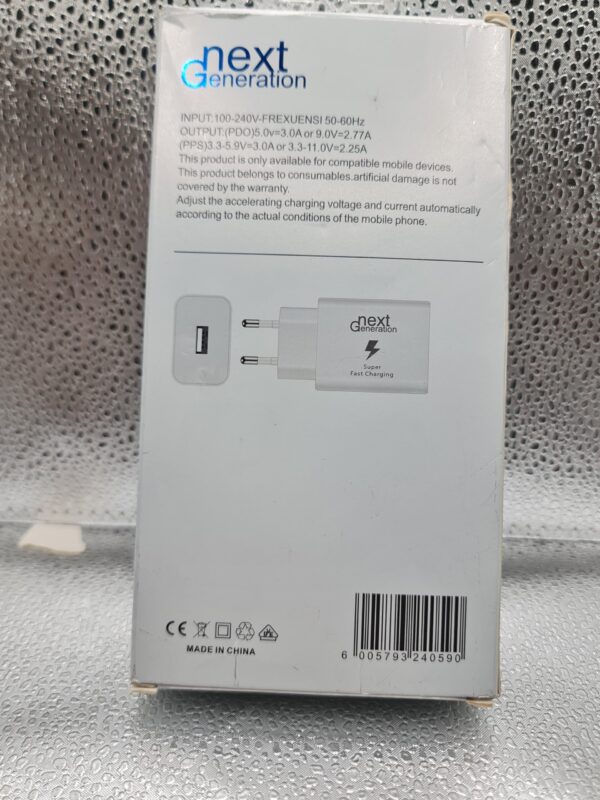 next
Generation
INPUT:100-240V-FREXUENSI 50-60Hz
OUTPUT:(PDO)5.0v=3.0A or 9.0V=2.77A
(PPS)3.3-5.9V=3.0A or 3.3-11.0V=2.25A
This product is only available for compatible mobile devices.
This product belongs to consumables.artificial damage is not
covered by the warranty.
Adjust the accelerating charging voltage and current automatically
according to the actual conditions of the mobile phone.
next
Generation
Super
Fast Charging
CE
MADE IN CHINA
6 005793 240590